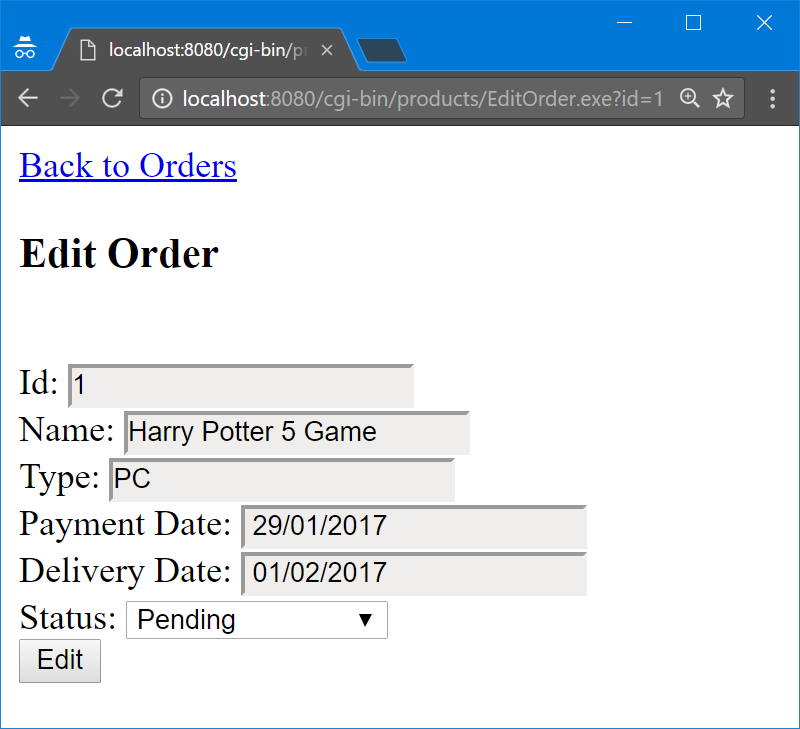 localhost:8080/cgi-bin/p
localhost:8080/cgi-bin/products/EditOrder.exe?id=1
Back to Orders
Edit Order
Id: 1
Name: Harry Potter 5 Game
Type: PC
Payment Date: 29/01/2017
Delivery Date: 01/02/2017
Status: Pending
Edit